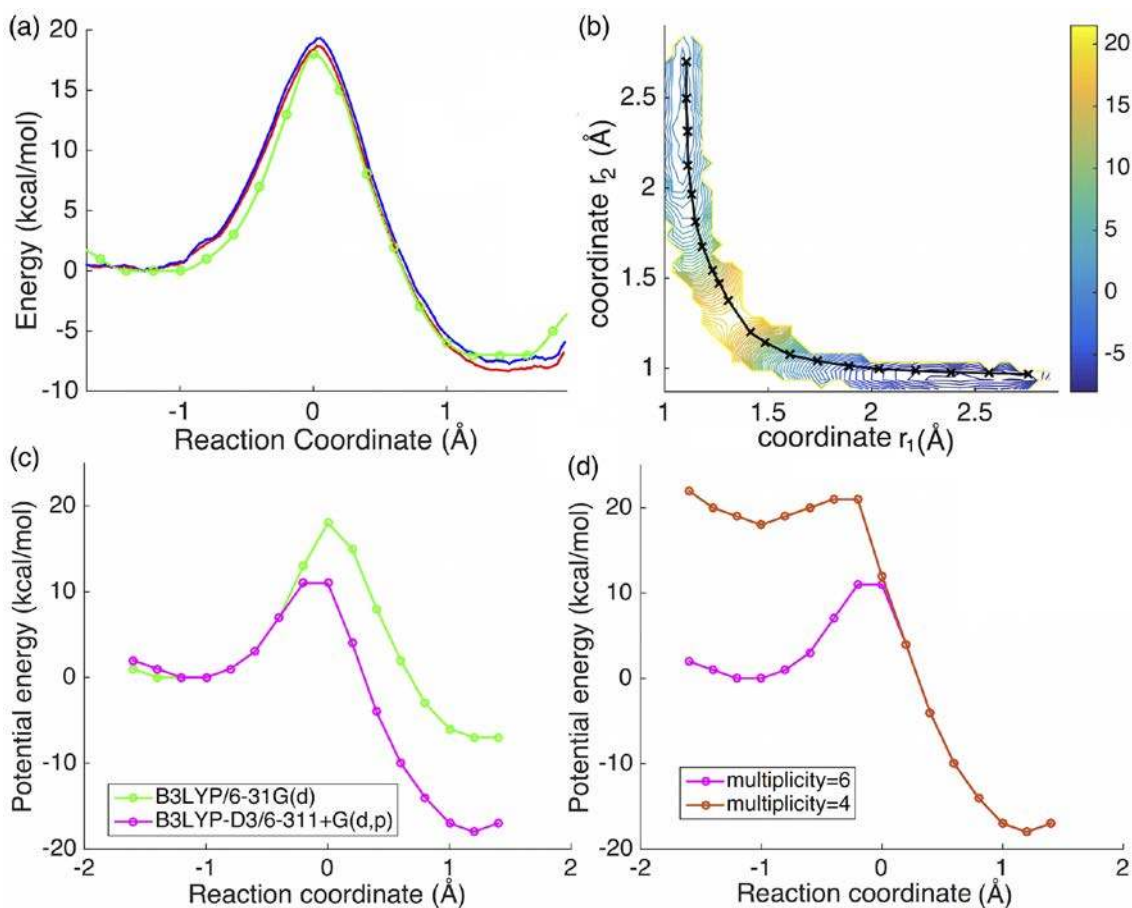 (a)
Energy (kcal/mol)
20
15
10
5
0
-5
-10
-1
0
1
Reaction Coordinate (Å)
(b)
coordinate r2 (Å)
2.5
2
1.5
1
1
1.5
2
2.5
coordinate r1(Å)
20
15
10
5
0
-5
(c)
Potential energy (kcal/mol)
20
10
0
-10
-20
-2
-1
0
1
2
Reaction coordinate (Å)
B3LYP/6-31G(d)
B3LYP-D3/6-311+G(d,p)
(d)
Potential energy (kcal/mol)
20
10
0
-10
-20
-2
-1
0
1
2
Reaction coordinate (Å)
multiplicity=6
multiplicity=4